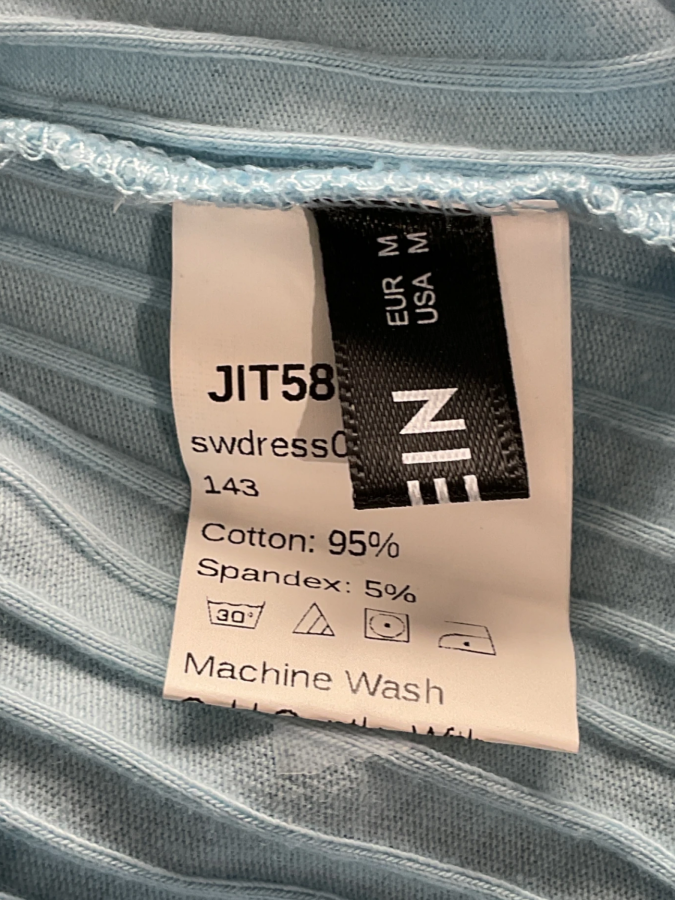 EUR M
USA M
JIT58
swdress0
143
Cotton: 95%
Spandex: 5%
30°
Machine Wash